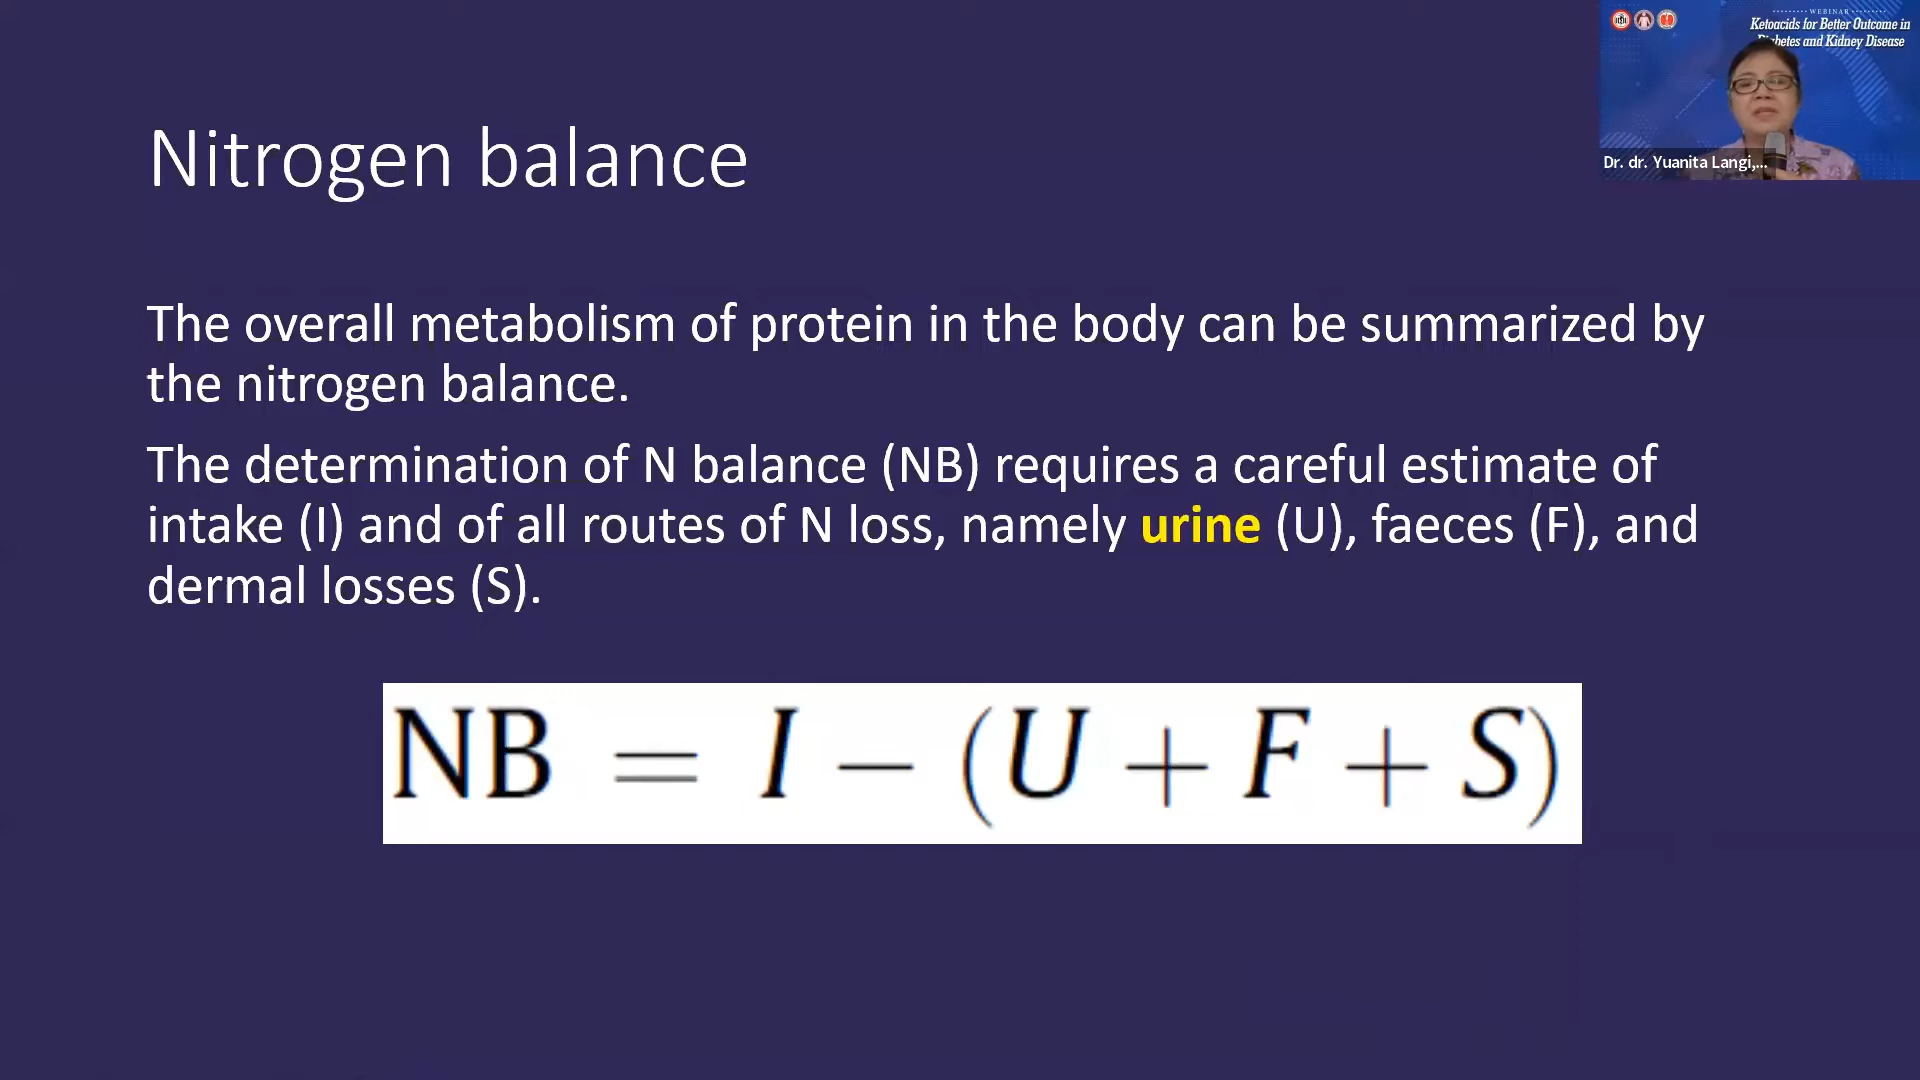 WEBINAR
Ketoacids for Better Outcome in
betes and Kidney Disease
Dr. dr. Yuanita Langi,...
Nitrogen balance
The overall metabolism of protein in the body can be summarized by
the nitrogen balance.
The determination of N balance (NB) requires a careful estimate of
intake (I) and of all routes of N loss, namely urine (U), faeces (F), and
dermal losses (S).
NB = I − (U + F + S)